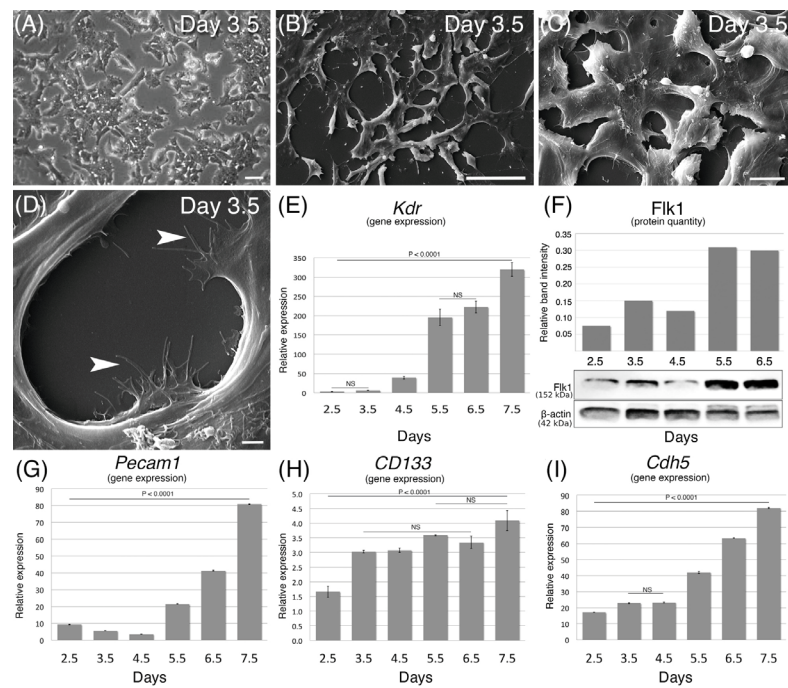 (A) Day 3.5
(B) Day 3.5
(C) Day 3.5
(D) Day 3.5
(E) Kdr
(gene expression)
Relative expression
350
300
250
200
150
100
50
0
P < 0.0001
NS
NS
2.5 3.5 4.5 5.5 6.5 7.5
Days
(F) Flk1
(protein quantity)
Relative band intensity
0.35
0.30
0.25
0.20
0.15
0.10
0.05
2.5 3.5 4.5 5.5 6.5
Flk1
(152 kDa)
β-actin
(42 kDa)
Days
(G) Pecam1
(gene expression)
Relative expression
90
80
70
60
50
40
30
20
10
0
P < 0.0001
2.5 3.5 4.5 5.5 6.5 7.5
Days
(H) CD133
(gene expression)
Relative expression
5.0
4.5
4.0
3.5
3.0
2.5
2.0
1.5
1.0
0.5
0.0
P < 0.0001
NS
NS
2.5 3.5 4.5 5.5 6.5 7.5
Days
(I) Cdh5
(gene expression)
Relative expression
90
80
70
60
50
40
30
20
10
0
P < 0.0001
NS
2.5 3.5 4.5 5.5 6.5 7.5
Days